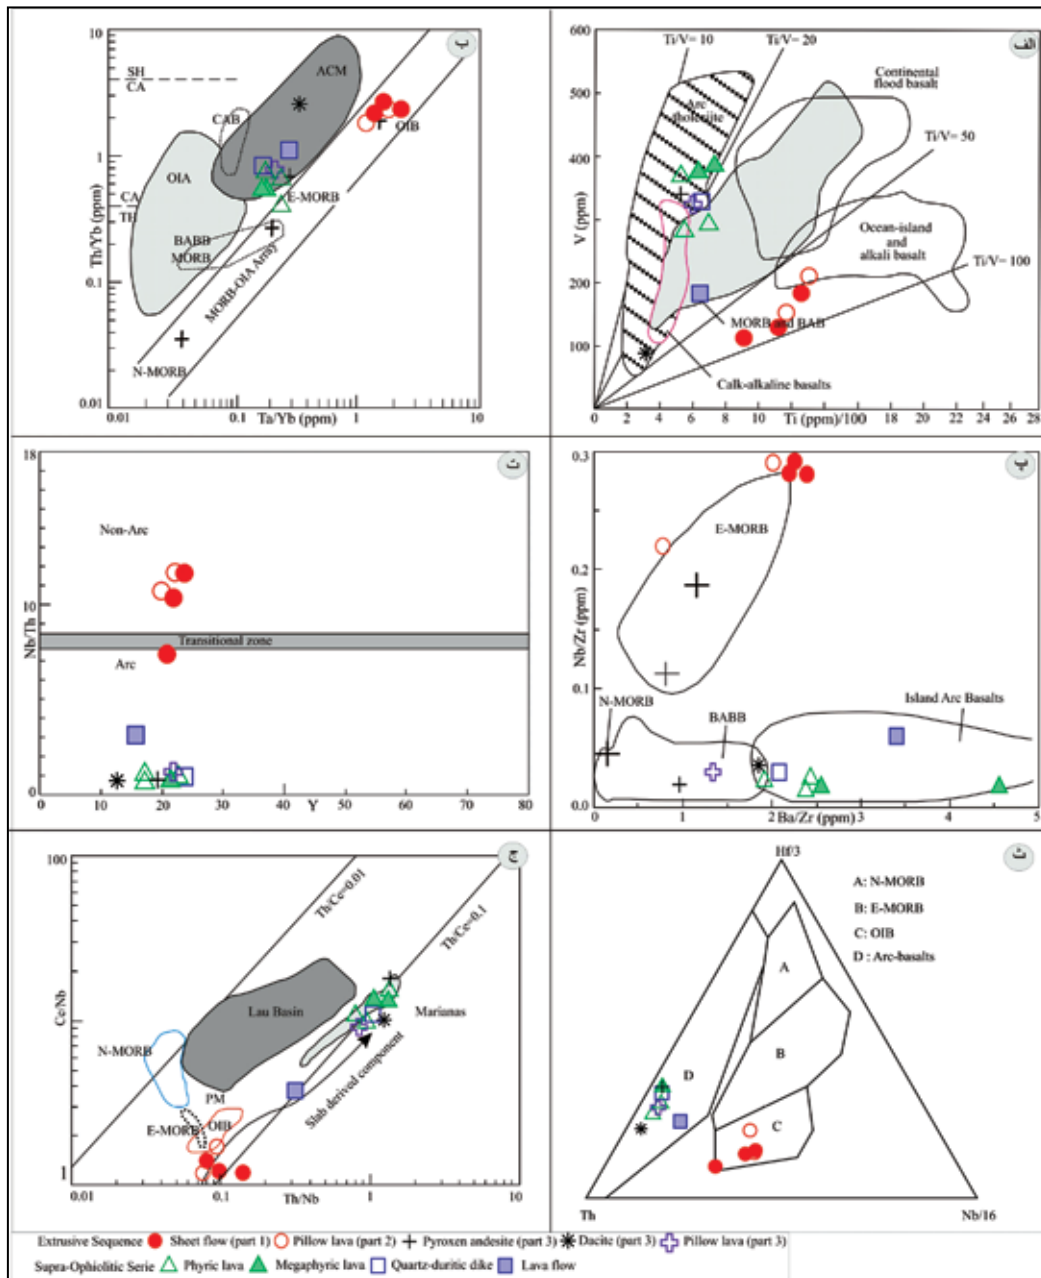 ب
10
1
0.1
0.01
Th/Yb (ppm)
SH
CA
CA
TH
CAB
ACM
OIA
OIB
E-MORB
BABB
MORB
MORB-OIA Array
N-MORB
0.01
0.1
1
10
Ta/Yb (ppm)
الف
600
500
400
300
200
100
V (ppm)
Ti/V= 10
Ti/V= 20
Arc
tholeiite
Continental
flood basalt
Ti/V= 50
Ocean-island
and
alkali basalt
Ti/V= 100
MORB and BAB
Calk-alkaline basalts
0 2 4 6 8 10 12 14 16 18 20 22 24 26 28
Ti (ppm)/100
ت
18
10
0
Nb/Th
Non-Arc
Transitional zone
Arc
0 10 20 30 40 50 60 70 80
Y
0.3
0.2
0.1
0.0
Nb/Zr (ppm)
E-MORB
N-MORB
BABB
Island Arc Basalts
0 1 2 3 4 5
Ba/Zr (ppm)
ج
100
10
1
Ce/Nb
Th/Ce=0.01
Th/Ce=0.1
Lau Basin
Marianas
N-MORB
PM
E-MORB
OIB
Slab derived component
0.01
0.1
1
10
Th/Nb
ث
Hf/3
A: N-MORB
B: E-MORB
C: OIB
D : Arc-basalts
A
B
C
D
Th
Nb/16
Extrusive Sequence Sheet flow (part 1) Pillow lava (part 2) Pyroxen andesite (part 3) Dacite (part 3) Pillow lava (part 3)
Supra-Ophiolitic Serie Phyric lava Megaphyric lava Quartz-duritic dike Lava flow